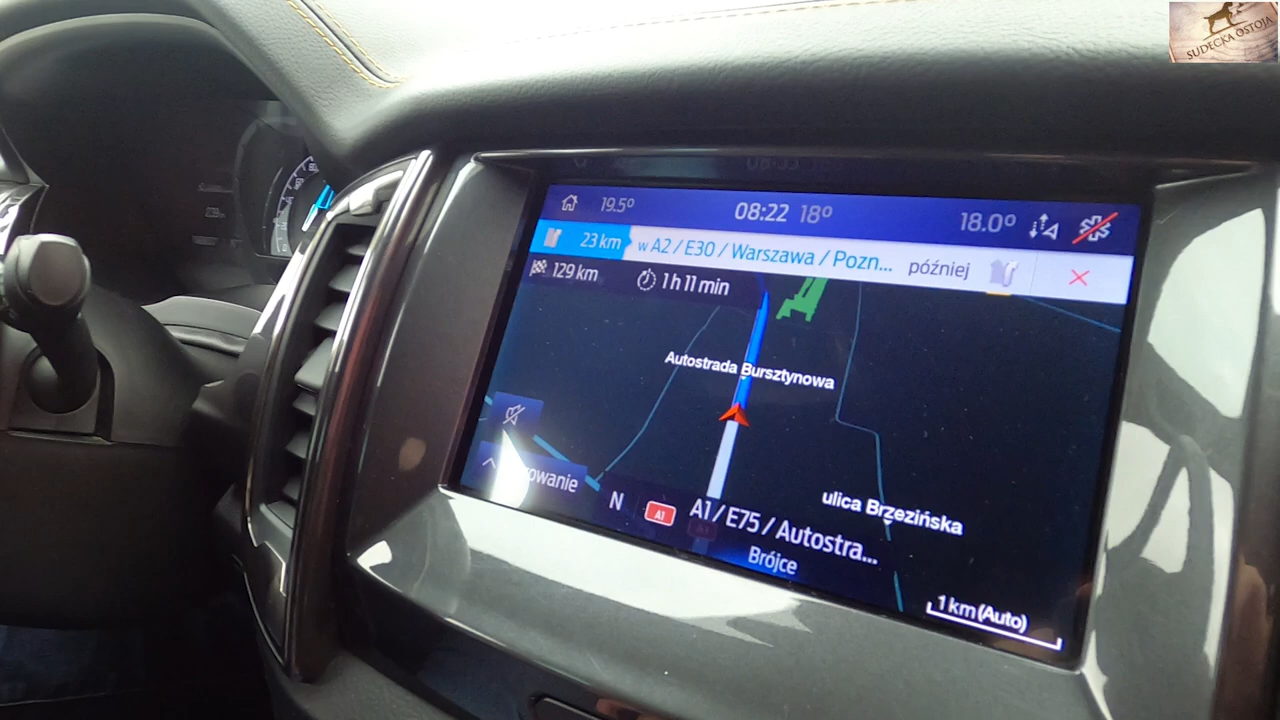 SUDECKA OSTOJA
19.5° 08:22 18° 18.0°
23 km w A2 / E30 / Warszawa / Pozn... później
129 km 1 h 11 min
Autostrada Bursztynowa
owanie
ulica Brzezińska
N A1 A1 / E75 / Autostra...
Brójce
1 km (Auto)